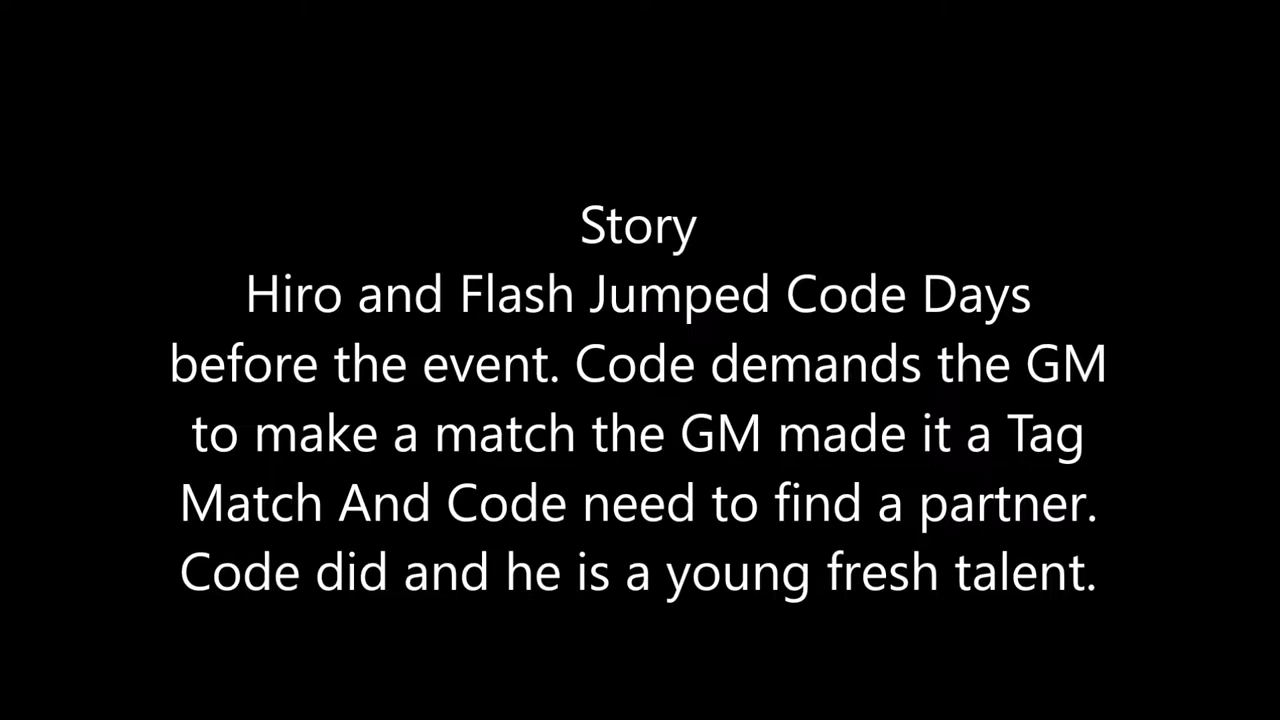 Story
Hiro and Flash Jumped Code Days
before the event. Code demands the GM
to make a match the GM made it a Tag
Match And Code need to find a partner.
Code did and he is a young fresh talent.